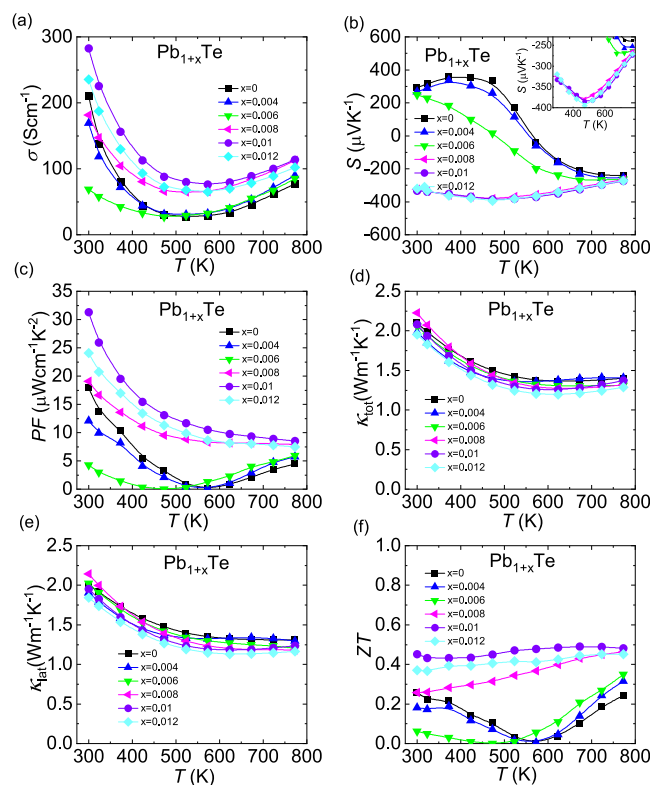 (a)
Pb1+xTe
σ (Scm-1)
300
250
200
150
100
50
0
x=0
x=0.004
x=0.006
x=0.008
x=0.01
x=0.012
300 400 500 600 700 800
T (K)
(b)
Pb1+xTe
S (μVK-1)
600
400
200
0
-200
-400
-600
x=0
x=0.004
x=0.006
x=0.008
x=0.01
x=0.012
S (μVK-1)
-250
-300
-350
-400
400 600
T (K)
300 400 500 600 700 800
T (K)
(c)
Pb1+xTe
PF (μWcm-1K-2)
35
30
25
20
15
10
5
0
x=0
x=0.004
x=0.006
x=0.008
x=0.01
x=0.012
300 400 500 600 700 800
T (K)
(d)
Pb1+xTe
κtot(Wm-1K-1)
2.5
2.0
1.5
1.0
0.5
0.0
x=0
x=0.004
x=0.006
x=0.008
x=0.01
x=0.012
300 400 500 600 700 800
T (K)
(e)
Pb1+xTe
κlat(Wm-1K-1)
2.5
2.0
1.5
1.0
0.5
0.0
x=0
x=0.004
x=0.006
x=0.008
x=0.01
x=0.012
300 400 500 600 700 800
T (K)
(f)
Pb1+xTe
ZT
1.0
0.8
0.6
0.4
0.2
0.0
x=0
x=0.004
x=0.006
x=0.008
x=0.01
x=0.012
300 400 500 600 700 800
T (K)